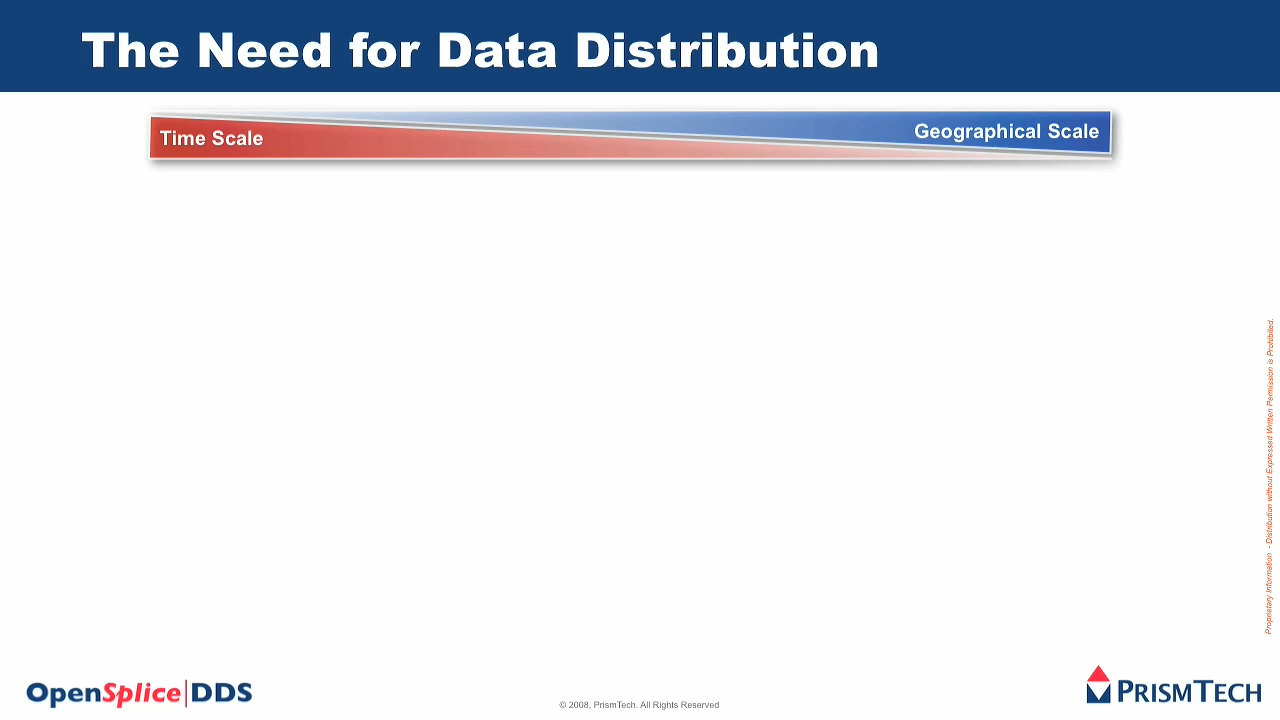 The Need for Data Distribution
Time Scale
Geographical Scale
Proprietary Information - Distribution without Expressed Written Permission is Prohibited.
OpenSplice|DDS
© 2008, PrismTech. All Rights Reserved
PRISMTECH